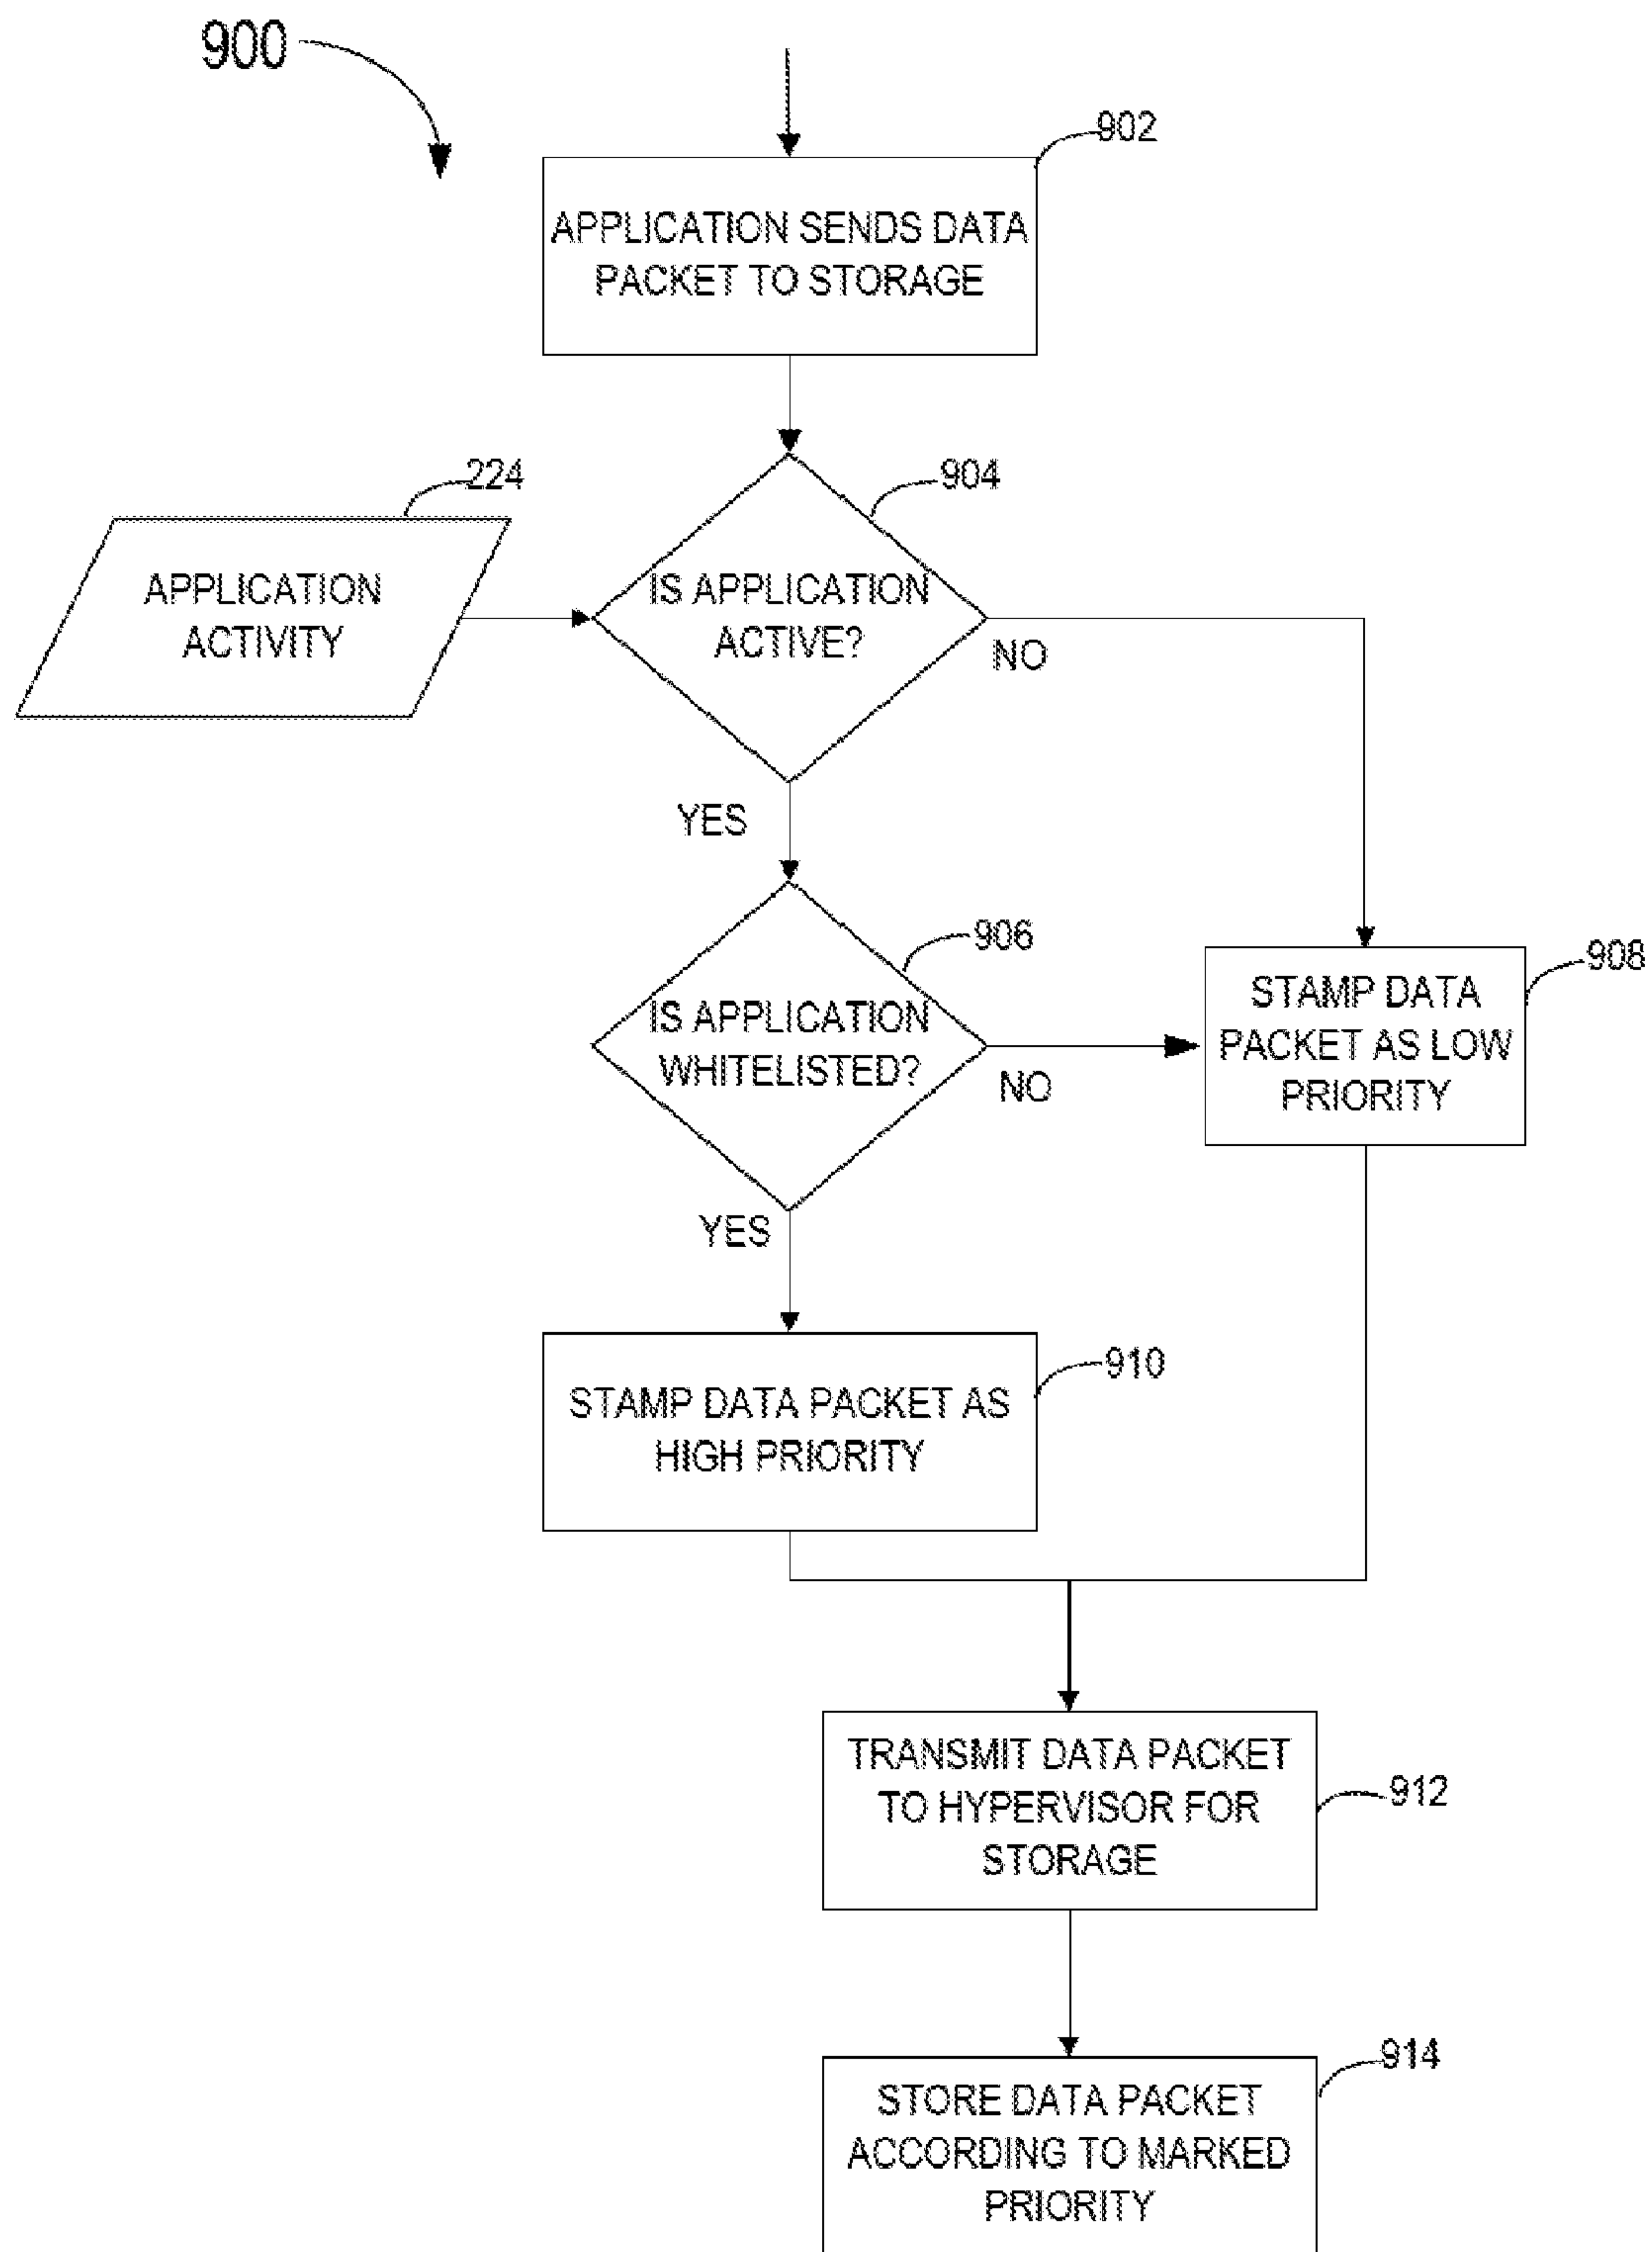 900
902
APPLICATION SENDS DATA
PACKET TO STORAGE
224
904
APPLICATION
ACTIVITY
IS APPLICATION
ACTIVE?
NO
YES
906
908
IS APPLICATION
WHITELISTED?
NO
STAMP DATA
PACKET AS LOW
PRIORITY
YES
910
STAMP DATA PACKET AS
HIGH PRIORITY
TRANSMIT DATA PACKET
TO HYPERVISOR FOR
STORAGE
912
914
STORE DATA PACKET
ACCORDING TO MARKED
PRIORITY